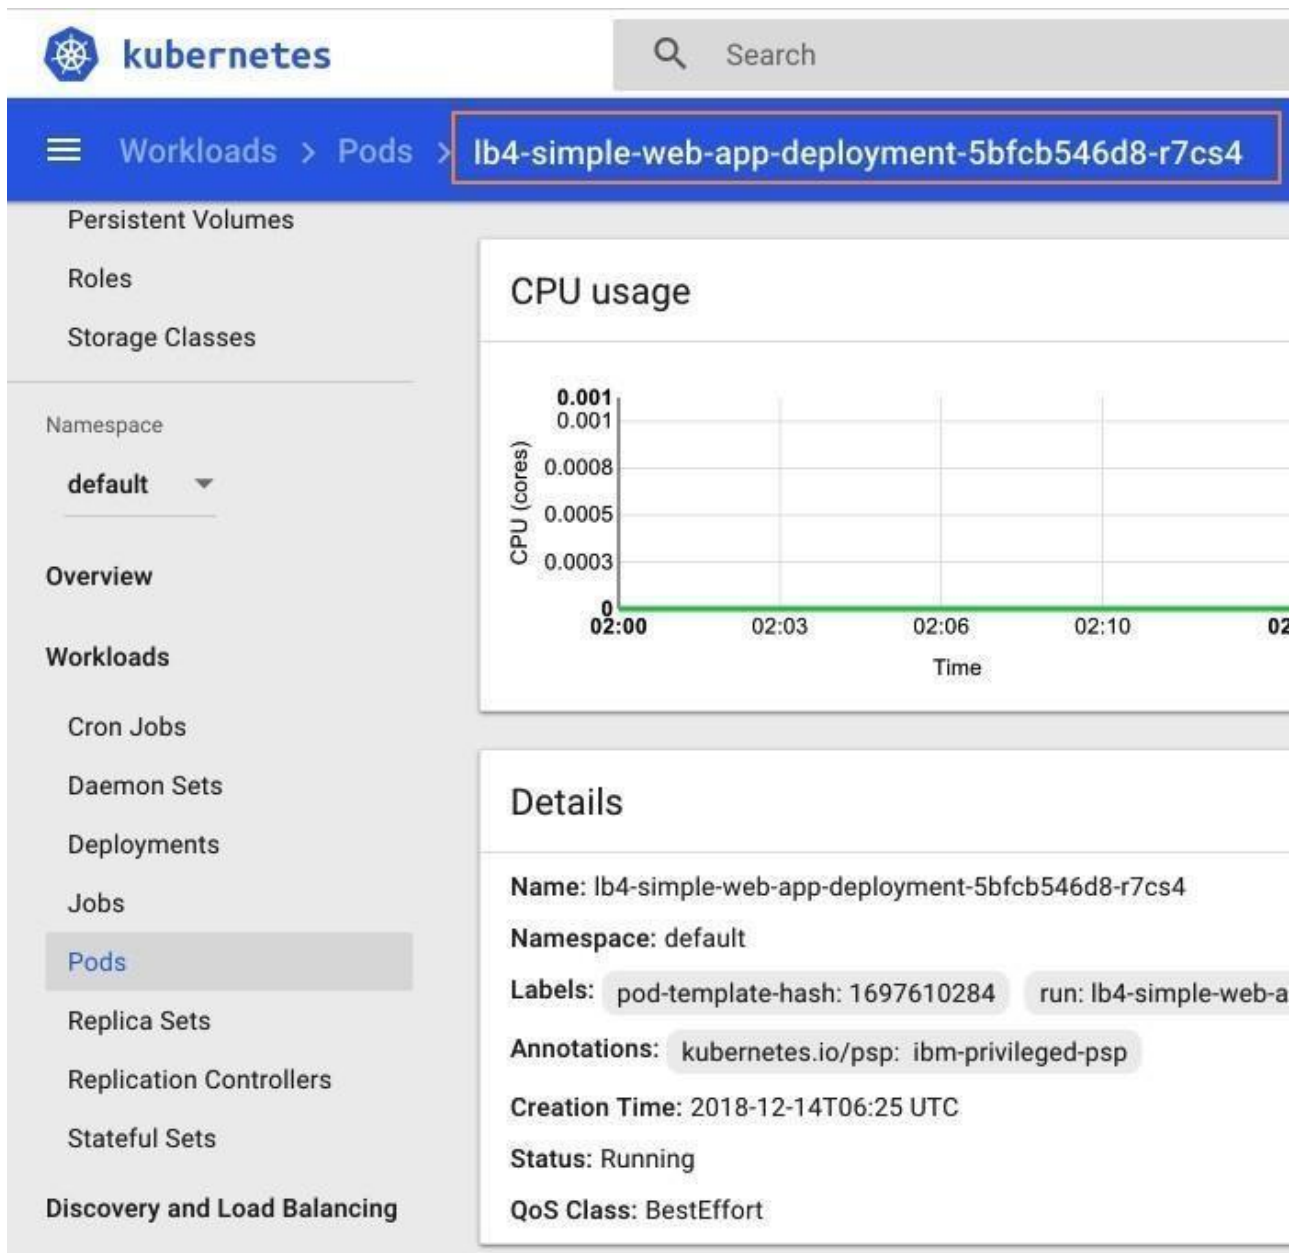 kubernetes
Search
Workloads > Pods > lb4-simple-web-app-deployment-5bfcb546d8-r7cs4
Persistent Volumes
Roles
Storage Classes
Namespace
default
Overview
Workloads
Cron Jobs
Daemon Sets
Deployments
Jobs
Pods
Replica Sets
Replication Controllers
Stateful Sets
Discovery and Load Balancing
CPU usage
CPU (cores)
0.001
0.001
0.0008
0.0005
0.0003
0
02:00 02:03 02:06 02:10
Time
Details
Name: lb4-simple-web-app-deployment-5bfcb546d8-r7cs4
Namespace: default
Labels: pod-template-hash: 1697610284 run: lb4-simple-web-a
Annotations: kubernetes.io/psp: ibm-privileged-psp
Creation Time: 2018-12-14T06:25 UTC
Status: Running
QoS Class: BestEffort